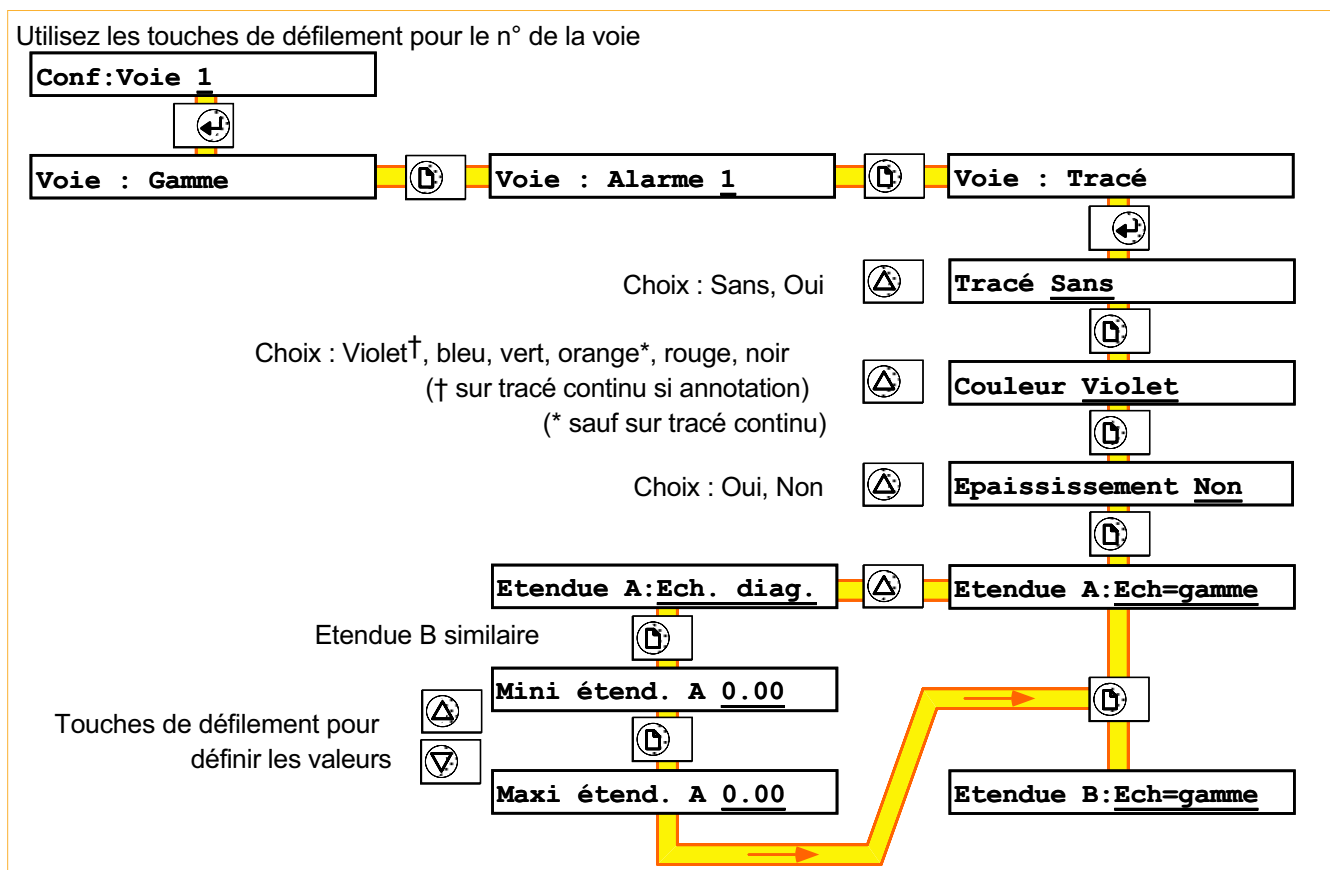 Utilisez les touches de défilement pour le n° de la voie
Conf:Voie 1
Voie : Gamme
Voie : Alarme 1
Voie : Tracé
Choix : Sans, Oui
Tracé Sans
Choix : Violet†, bleu, vert, orange*, rouge, noir
(† sur tracé continu si annotation)
(* sauf sur tracé continu)
Couleur Violet
Choix : Oui, Non
Epaississement Non
Etendue A:Ech. diag.
Etendue A:Ech=gamme
Etendue B similaire
Mini étend. A 0.00
Touches de défilement pour
définir les valeurs
Maxi étend. A 0.00
Etendue B:Ech=gamme